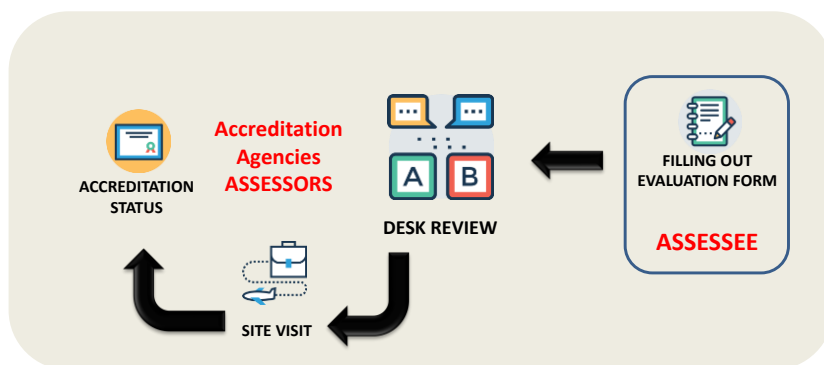 Accreditation
Agencies
ASSESSORS
ACCREDITATION
STATUS
A
B
DESK REVIEW
SITE VISIT
FILLING OUT
EVALUATION FORM
ASSESSEE